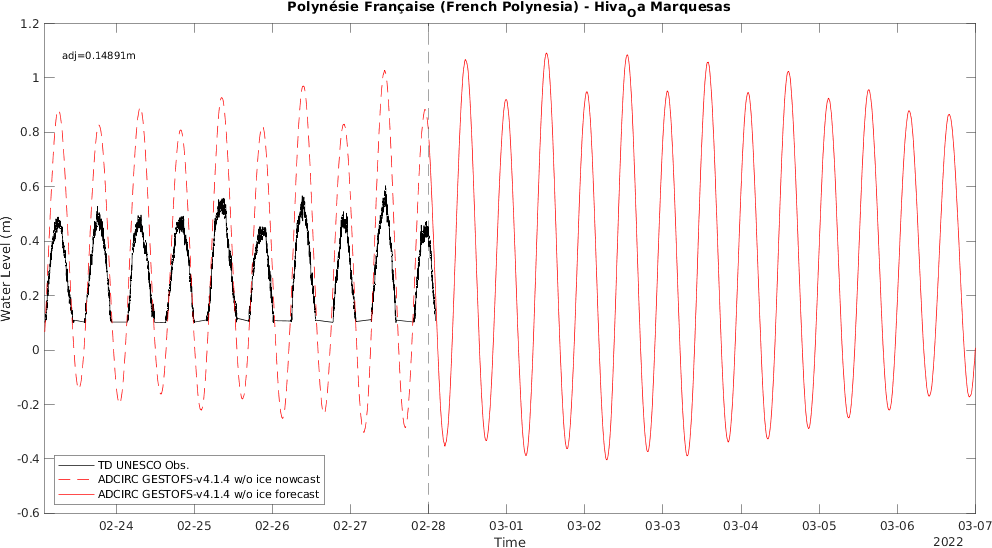 Polynésie Française (French Polynesia) - HivaOa Marquesas
adj=0.14891m
Water Level (m)
1.2
1
0.8
0.6
0.4
0.2
0
-0.2
-0.4
-0.6
TD UNESCO Obs.
ADCIRC GESTOFS-v4.1.4 w/o ice nowcast
ADCIRC GESTOFS-v4.1.4 w/o ice forecast
02-24 02-25 02-26 02-27 02-28 03-01 03-02 03-03 03-04 03-05 03-06 03-07
Time
2022